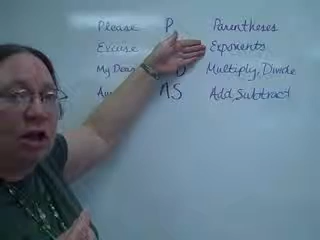 Please P Parentheses
Excuse Exponents
My Dear D Multiply, Divide
AS Add, Subtract